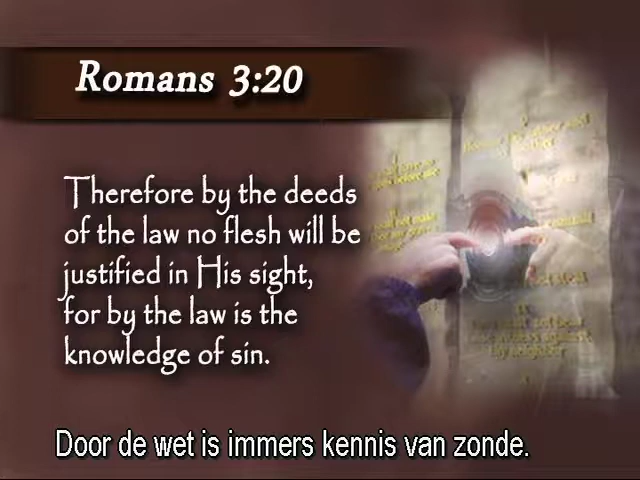 Romans 3:20
Therefore by the deeds
of the law no flesh will be
justified in His sight,
for by the law is the
knowledge of sin.
Door de wet is immers kennis van zonde.